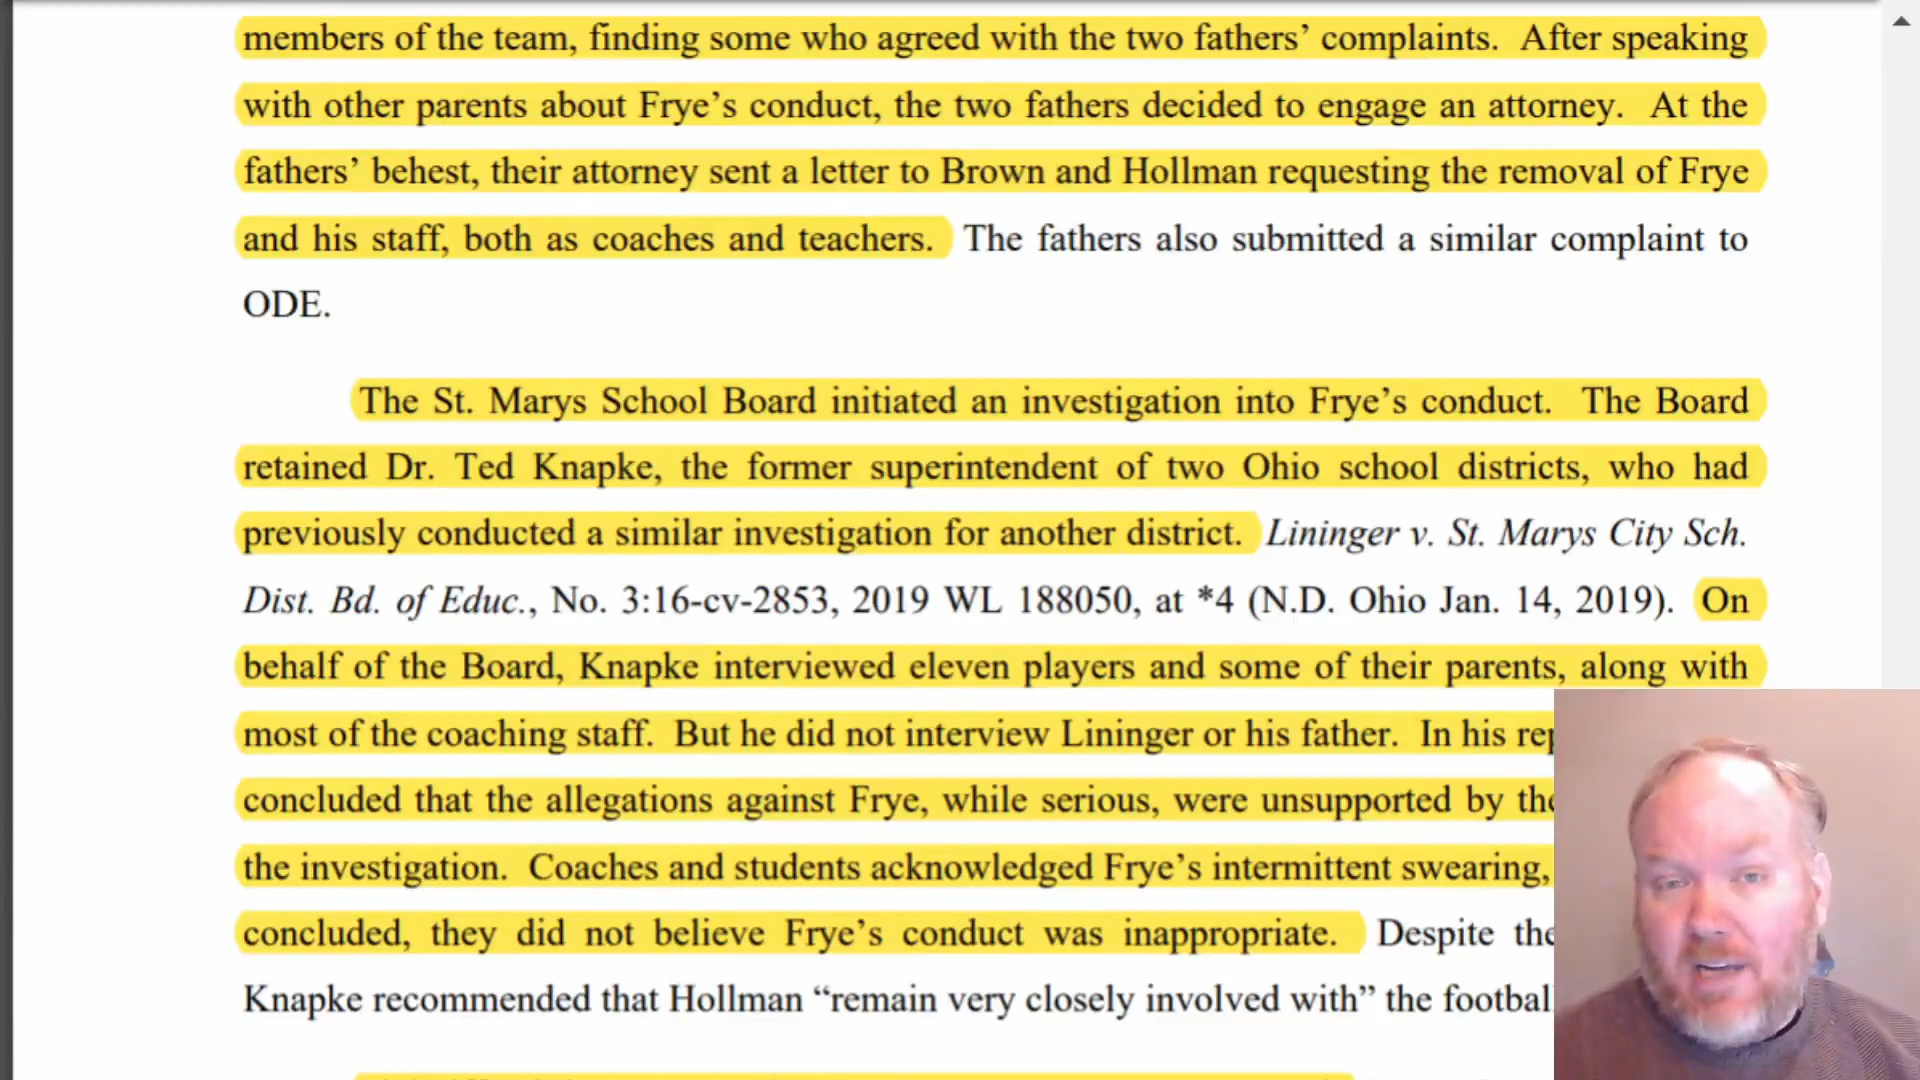 members of the team, finding some who agreed with the two fathers’ complaints. After speaking
with other parents about Frye’s conduct, the two fathers decided to engage an attorney. At the
fathers’ behest, their attorney sent a letter to Brown and Hollman requesting the removal of Frye
and his staff, both as coaches and teachers. The fathers also submitted a similar complaint to
ODE.
The St. Marys School Board initiated an investigation into Frye’s conduct. The Board
retained Dr. Ted Knapke, the former superintendent of two Ohio school districts, who had
previously conducted a similar investigation for another district. Lininger v. St. Marys City Sch.
Dist. Bd. of Educ., No. 3:16-cv-2853, 2019 WL 188050, at *4 (N.D. Ohio Jan. 14, 2019). On
behalf of the Board, Knapke interviewed eleven players and some of their parents, along with
most of the coaching staff. But he did not interview Lininger or his father. In his
concluded that the allegations against Frye, while serious, were unsupported by
the investigation. Coaches and students acknowledged Frye’s intermittent swearing,
concluded, they did not believe Frye’s conduct was inappropriate. Despite
Knapke recommended that Hollman “remain very closely involved with” the